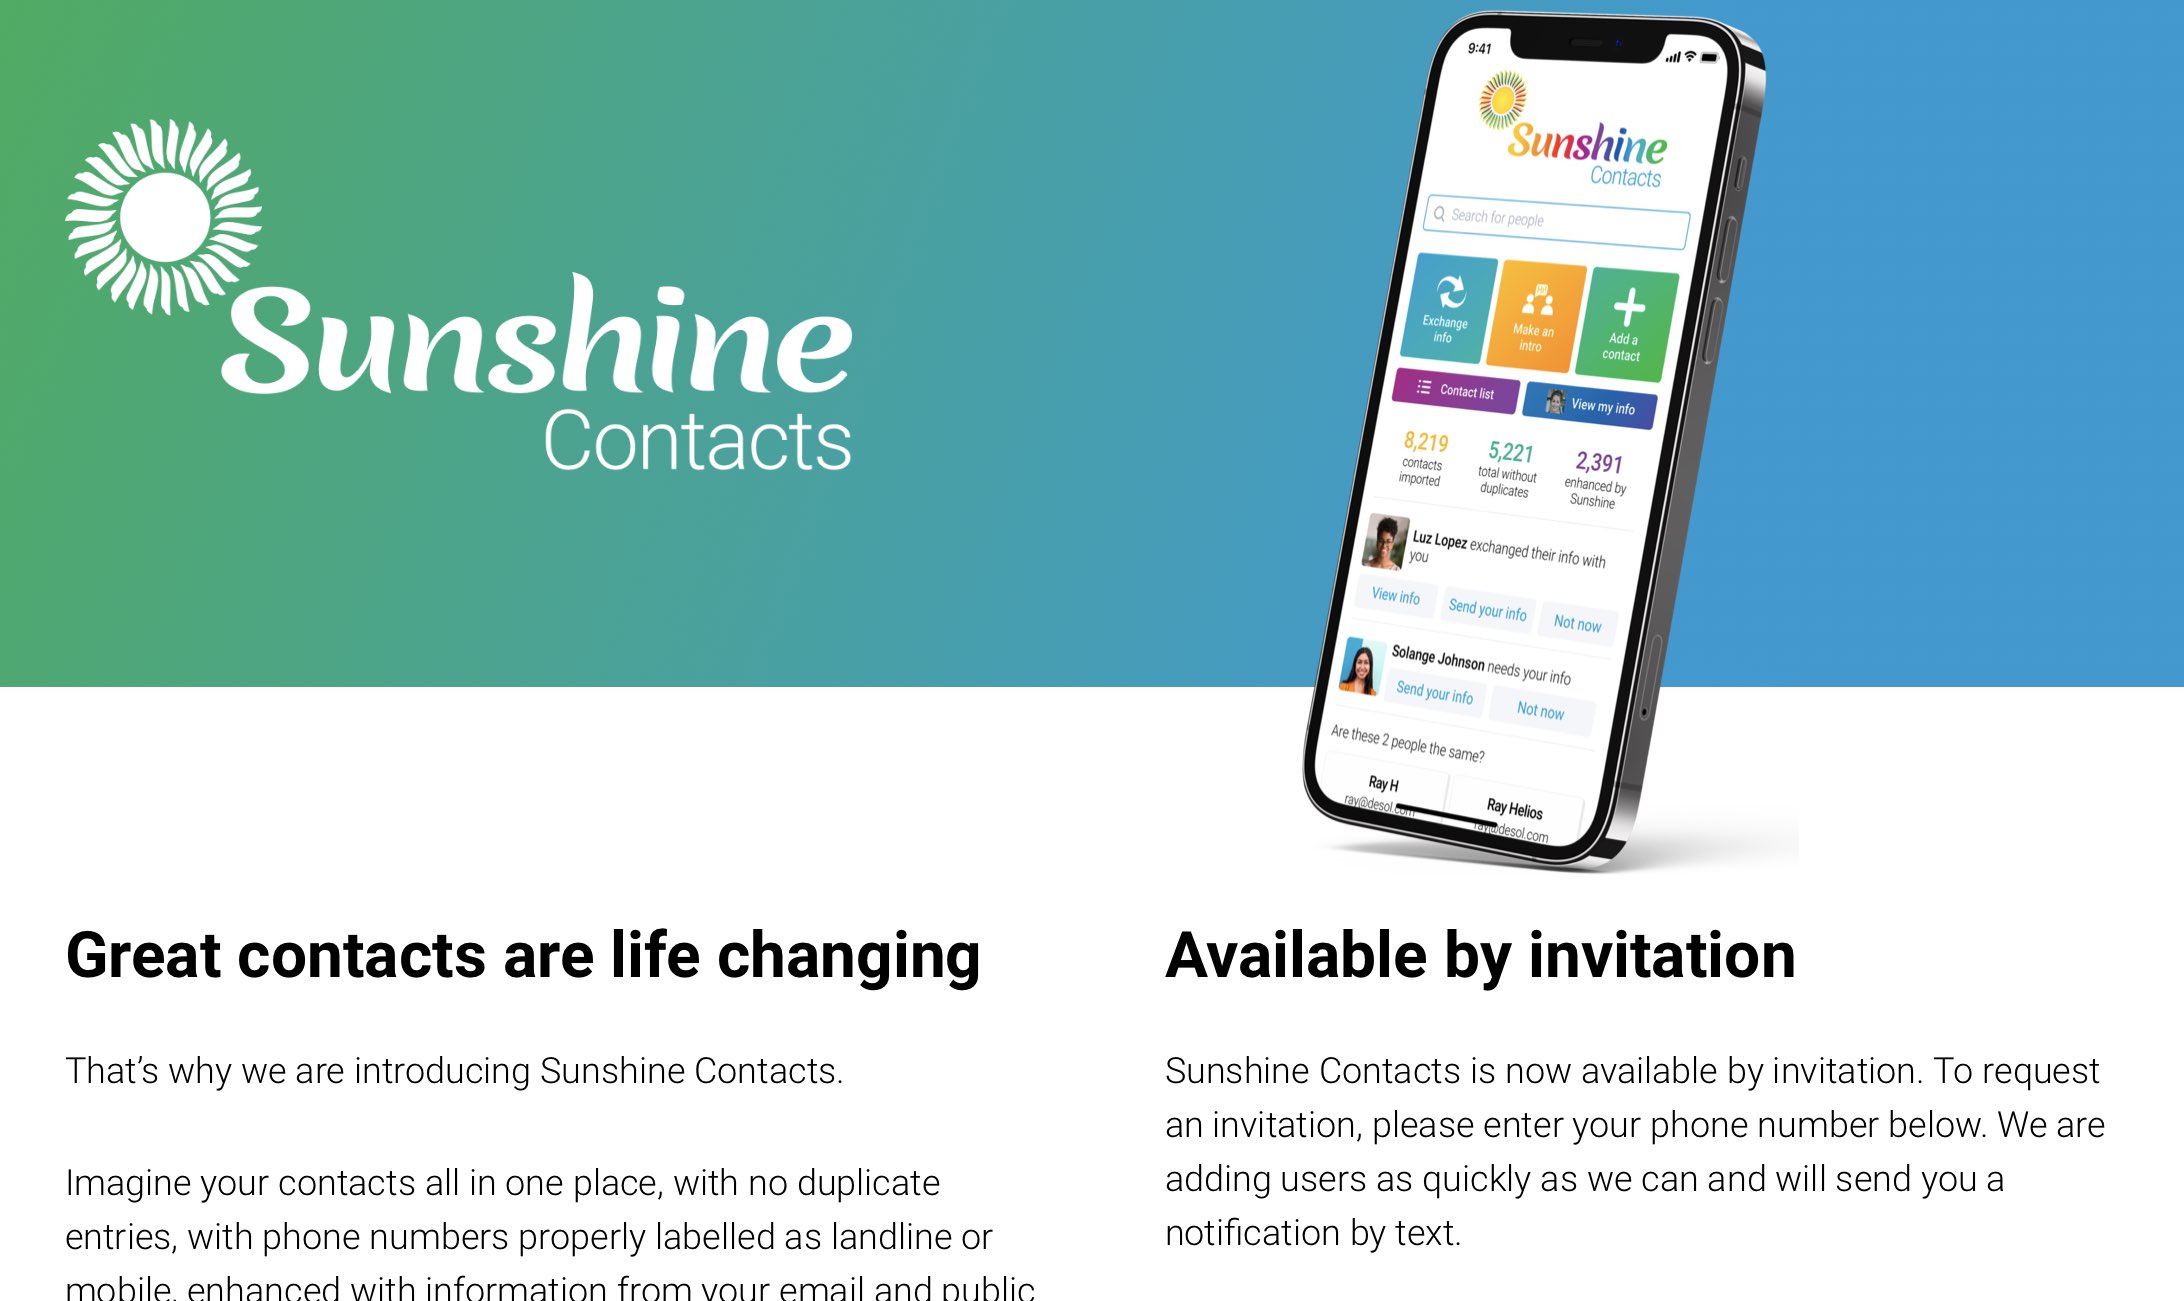 Sunshine
Contacts
9:41
Sunshine
Contacts
Search for people
Exchange
info
Hi!
Make an
intro
Add a
contact
Contact list
View my info
8,219
contacts
imported
5,221
total without
duplicates
2,391
enhanced by
Sunshine
Luz Lopez exchanged their info with
you
View info
Send your info
Not now
Solange Johnson needs your info
Send your info
Not now
Are these 2 people the same?
Ray H
ray@desol.com
Ray Helios
ray@desol.com
Great contacts are life changing
That’s why we are introducing Sunshine Contacts.
Imagine your contacts all in one place, with no duplicate
entries, with phone numbers properly labelled as landline or
mobile, enhanced with information from your email and public
Available by invitation
Sunshine Contacts is now available by invitation. To request
an invitation, please enter your phone number below. We are
adding users as quickly as we can and will send you a
notification by text.